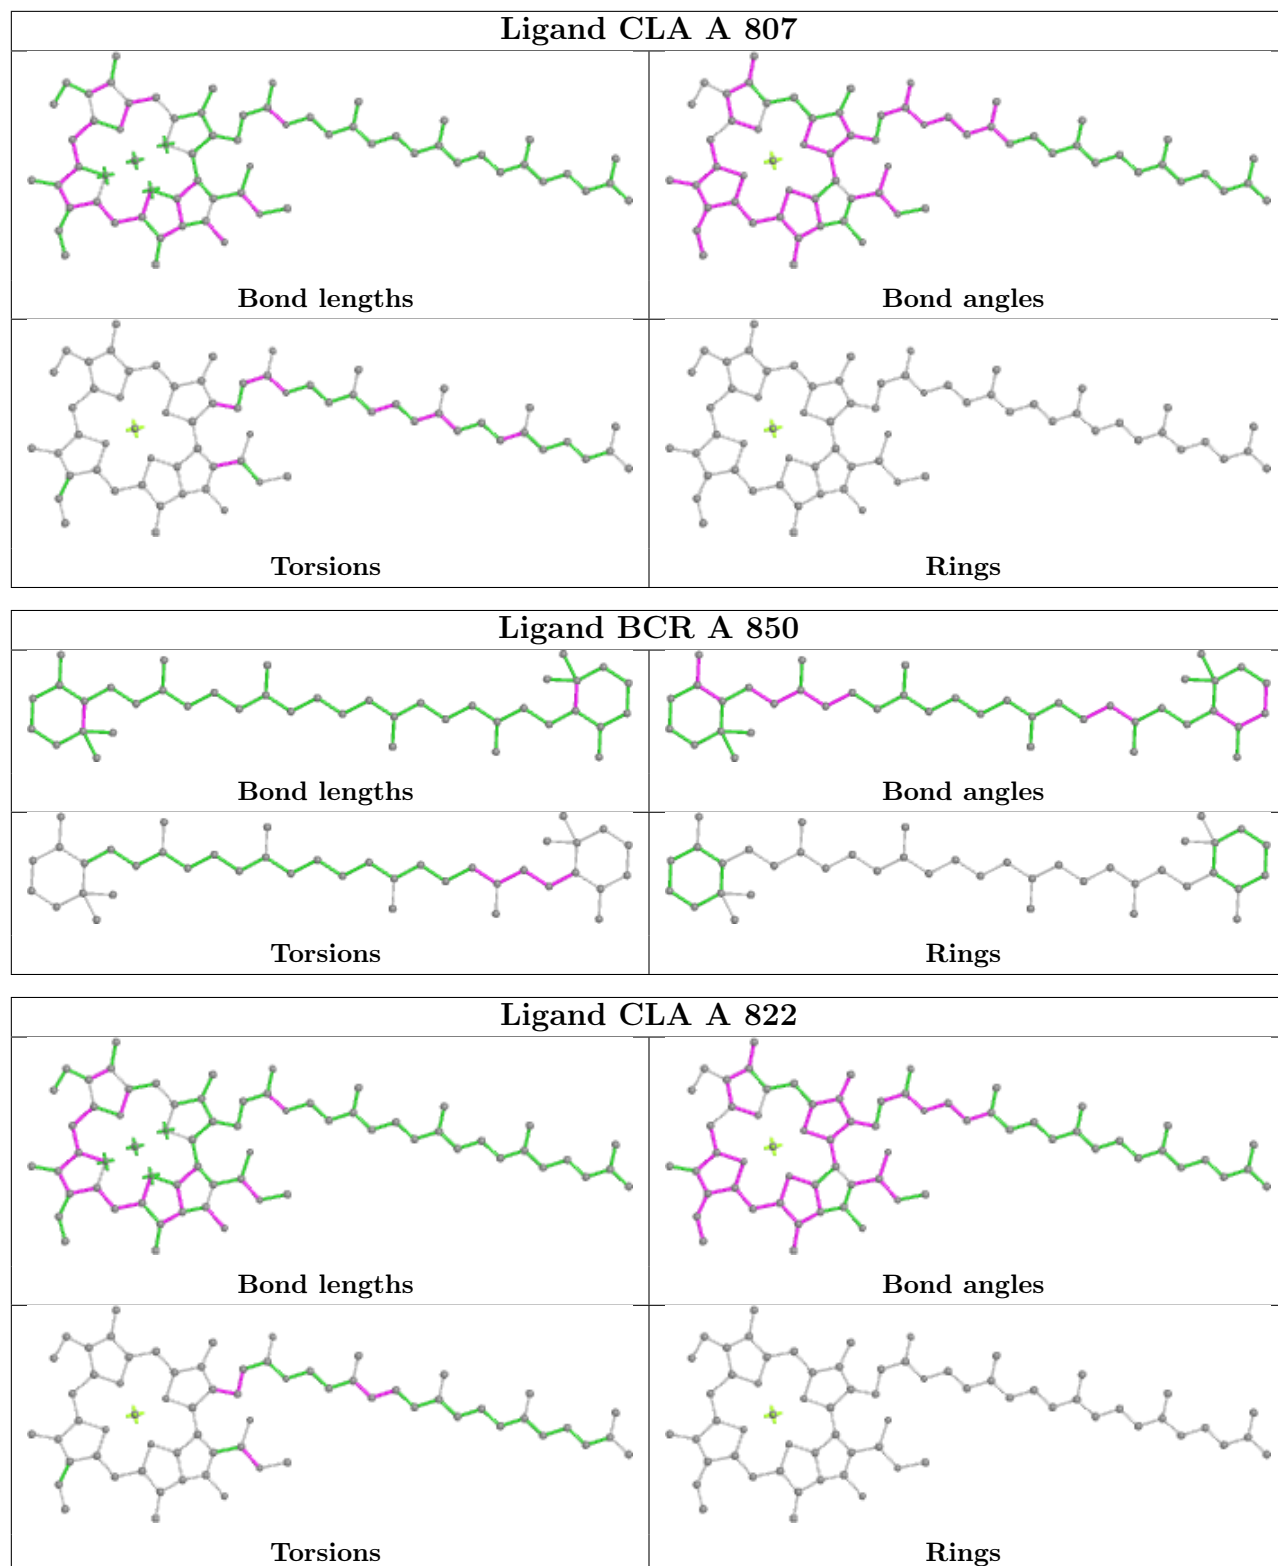 Ligand CLA A 807
Bond lengths
Bond angles
Torsions
Rings
Ligand BCR A 850
Bond lengths
Bond angles
Torsions
Rings
Ligand CLA A 822
Bond lengths
Bond angles
Torsions
Rings